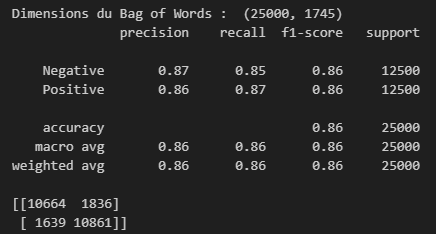 Dimensions du Bag of Words :  (25000, 1745)
              precision    recall  f1-score   support

    Negative       0.87      0.85      0.86     12500
    Positive       0.86      0.87      0.86     12500

    accuracy                           0.86     25000
   macro avg       0.86      0.86      0.86     25000
weighted avg       0.86      0.86      0.86     25000

[[10664  1836]
 [ 1639 10861]]